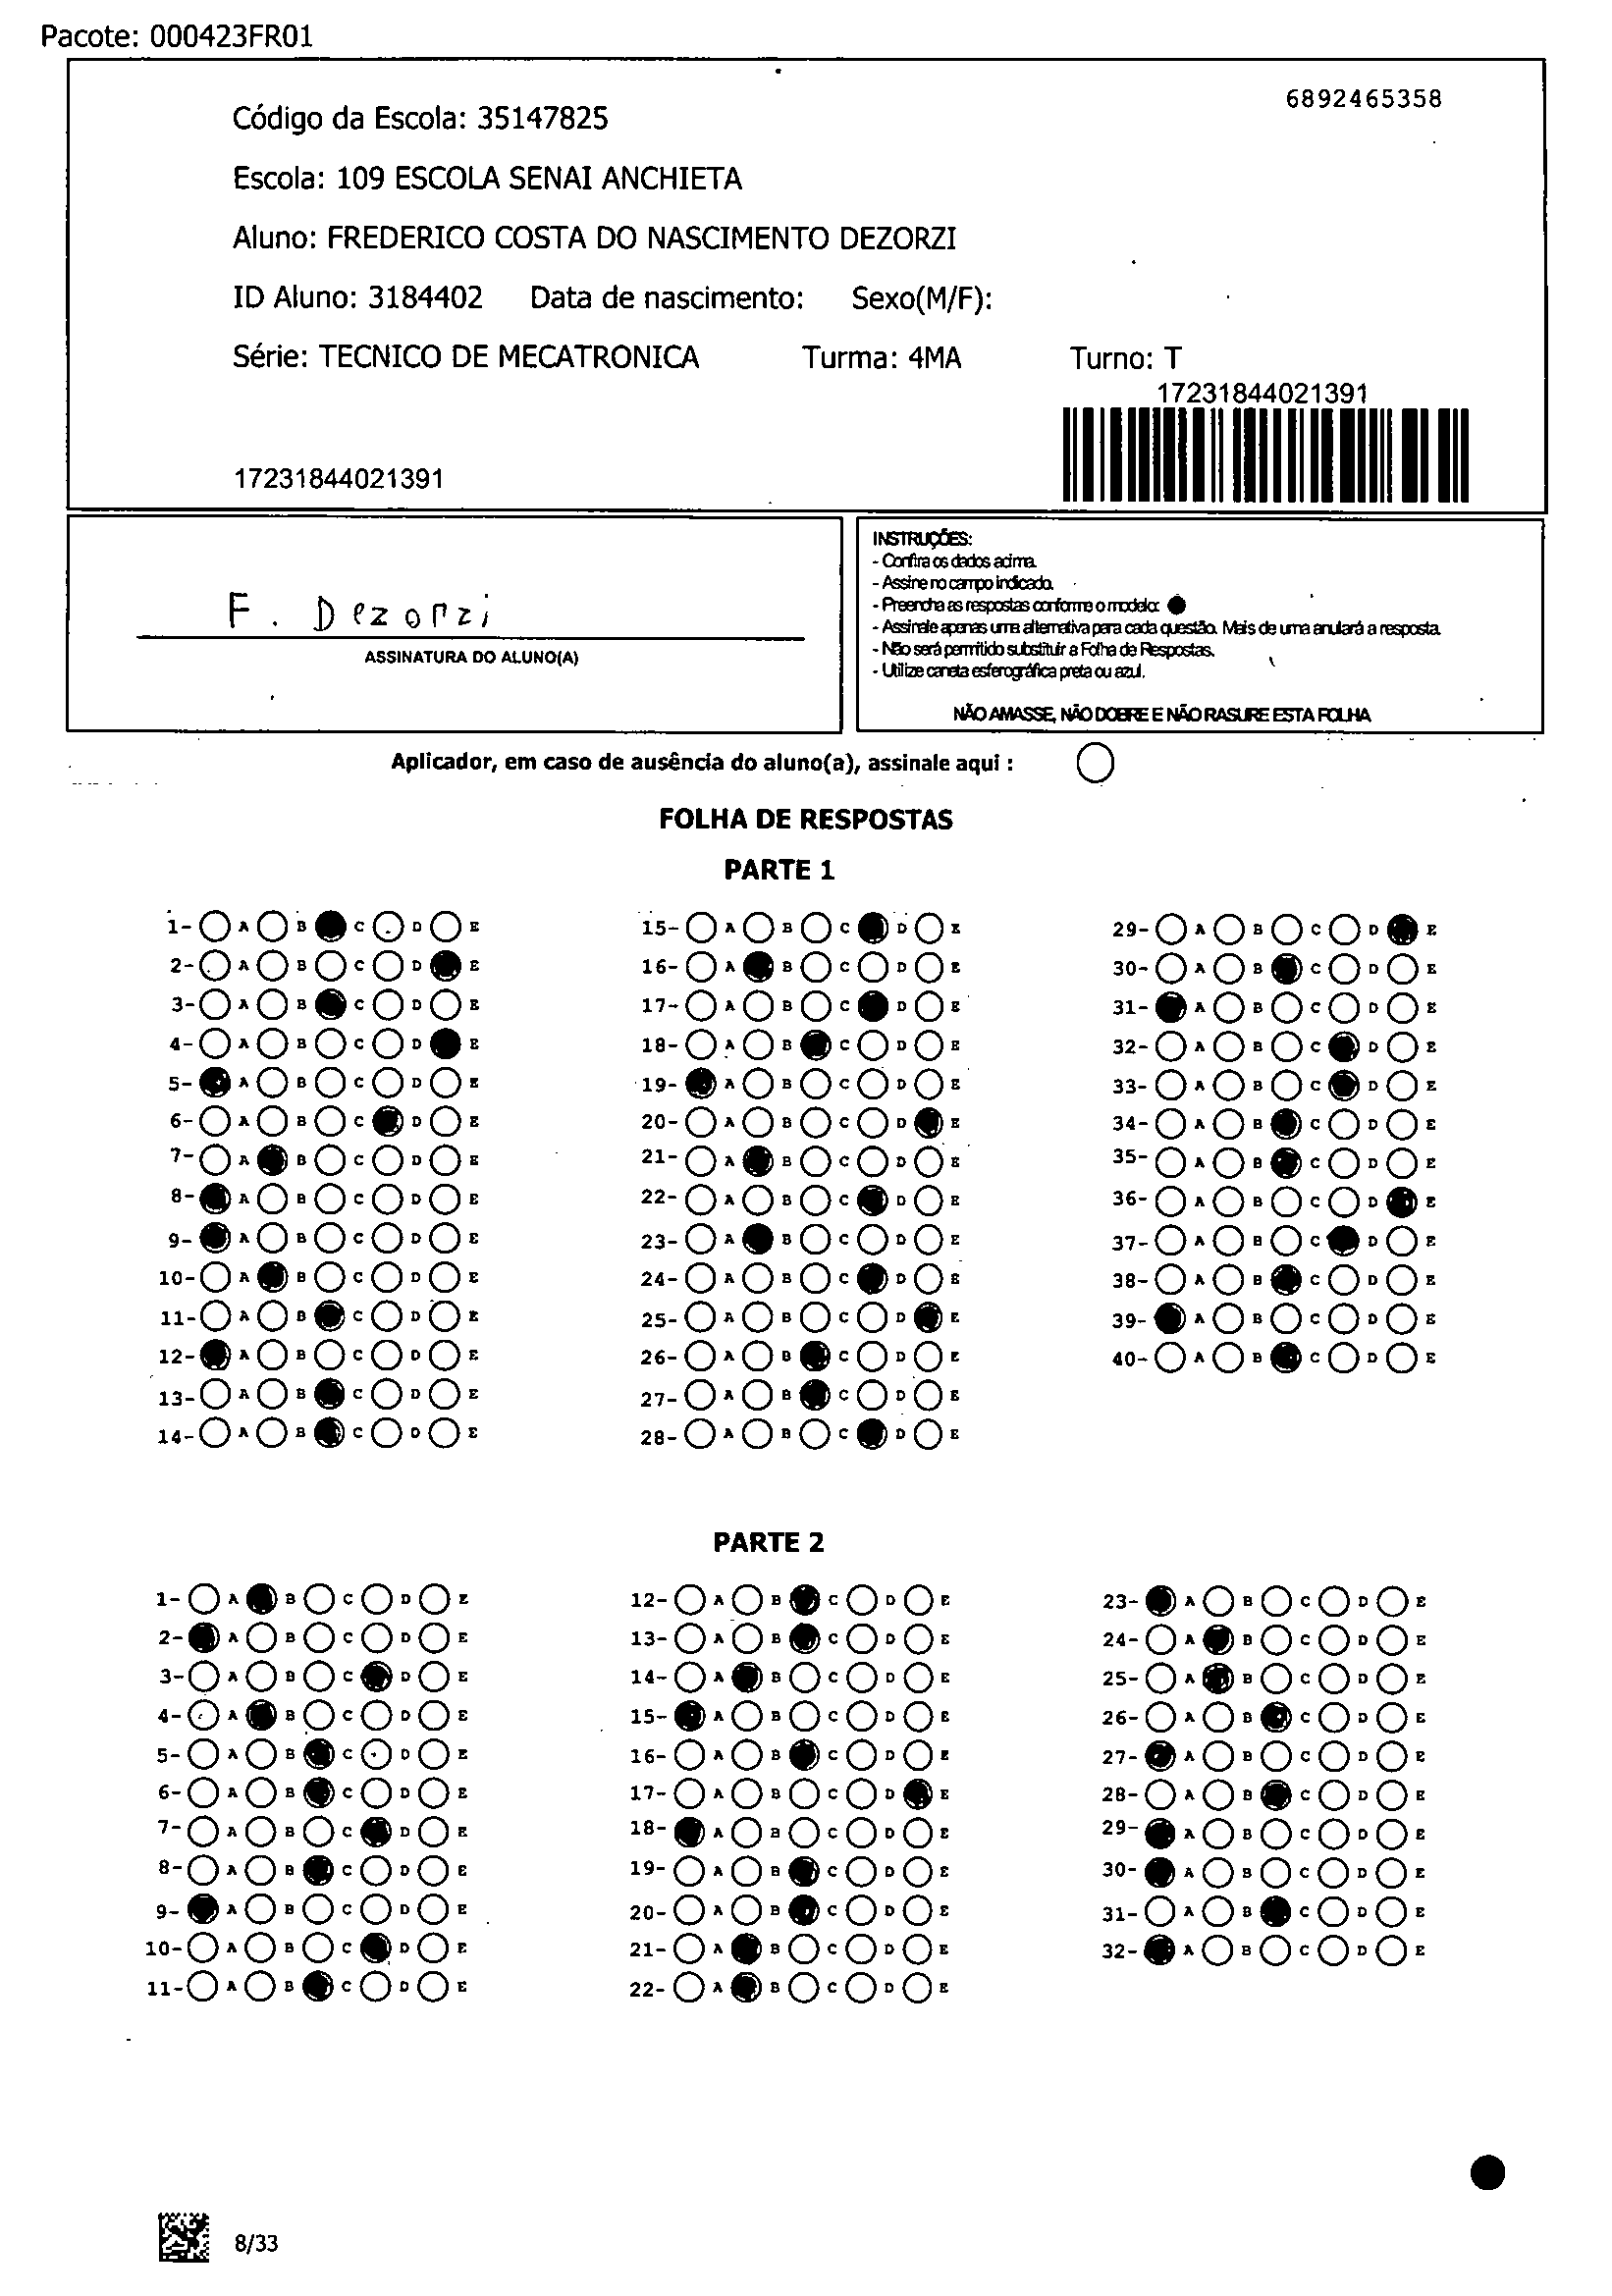 Pacote: 000423FR01
6892465358
Código da Escola: 35147825
Escola: 109 ESCOLA SENAI ANCHIETA
Aluno: FREDERICO COSTA DO NASCIMENTO DEZORZI
ID Aluno: 3184402 Data de nascimento: Sexo(M/F):
Série: TECNICO DE MECATRONICA Turma: 4MA Turno: T
17231844021391
17231844021391
F. Dezorzi
ASSINATURA DO ALUNO(A)
INSTRUÇÕES:
- Confira os dados acima.
- Assine no campo indicado.
- Preencha as respostas conforme o modelo:
- Assinale apenas uma alternativa para cada questão. Mais de uma anulará a resposta.
- Não será permitido substituir a Folha de Respostas.
- Utilize caneta esferográfica preta ou azul.
NÃO AMASSE, NÃO DOBRE E NÃO RASURE ESTA FOLHA
Aplicador, em caso de ausência do aluno(a), assinale aqui :
FOLHA DE RESPOSTAS
PARTE 1
1- A B C D E
2- A B C D E
3- A B C D E
4- A B C D E
5- A B C D E
6- A B C D E
7- A B C D E
8- A B C D E
9- A B C D E
10- A B C D E
11- A B C D E
12- A B C D E
13- A B C D E
14- A B C D E
15- A B C D E
16- A B C D E
17- A B C D E
18- A B C D E
19- A B C D E
20- A B C D E
21- A B C D E
22- A B C D E
23- A B C D E
24- A B C D E
25- A B C D E
26- A B C D E
27- A B C D E
28- A B C D E
29- A B C D E
30- A B C D E
31- A B C D E
32- A B C D E
33- A B C D E
34- A B C D E
35- A B C D E
36- A B C D E
37- A B C D E
38- A B C D E
39- A B C D E
40- A B C D E
PARTE 2
1- A B C D E
2- A B C D E
3- A B C D E
4- A B C D E
5- A B C D E
6- A B C D E
7- A B C D E
8- A B C D E
9- A B C D E
10- A B C D E
11- A B C D E
12- A B C D E
13- A B C D E
14- A B C D E
15- A B C D E
16- A B C D E
17- A B C D E
18- A B C D E
19- A B C D E
20- A B C D E
21- A B C D E
22- A B C D E
23- A B C D E
24- A B C D E
25- A B C D E
26- A B C D E
27- A B C D E
28- A B C D E
29- A B C D E
30- A B C D E
31- A B C D E
32- A B C D E
8/33